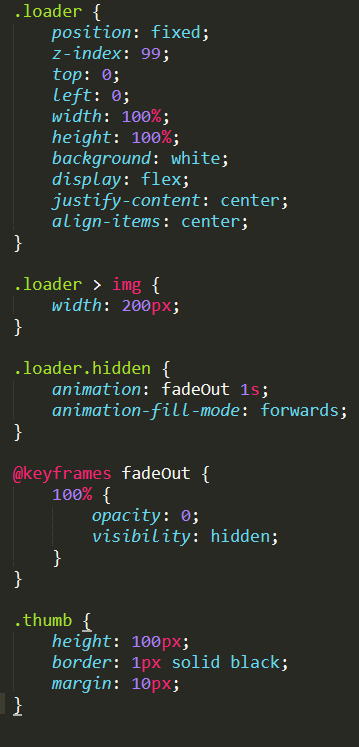 .loader {
    position: fixed;
    z-index: 99;
    top: 0;
    left: 0;
    width: 100%;
    height: 100%;
    background: white;
    display: flex;
    justify-content: center;
    align-items: center;
}

.loader > img {
    width: 200px;
}

.loader.hidden {
    animation: fadeOut 1s;
    animation-fill-mode: forwards;
}

@keyframes fadeOut {
    100% {
        opacity: 0;
        visibility: hidden;
    }
}

.thumb {
    height: 100px;
    border: 1px solid black;
    margin: 10px;
}